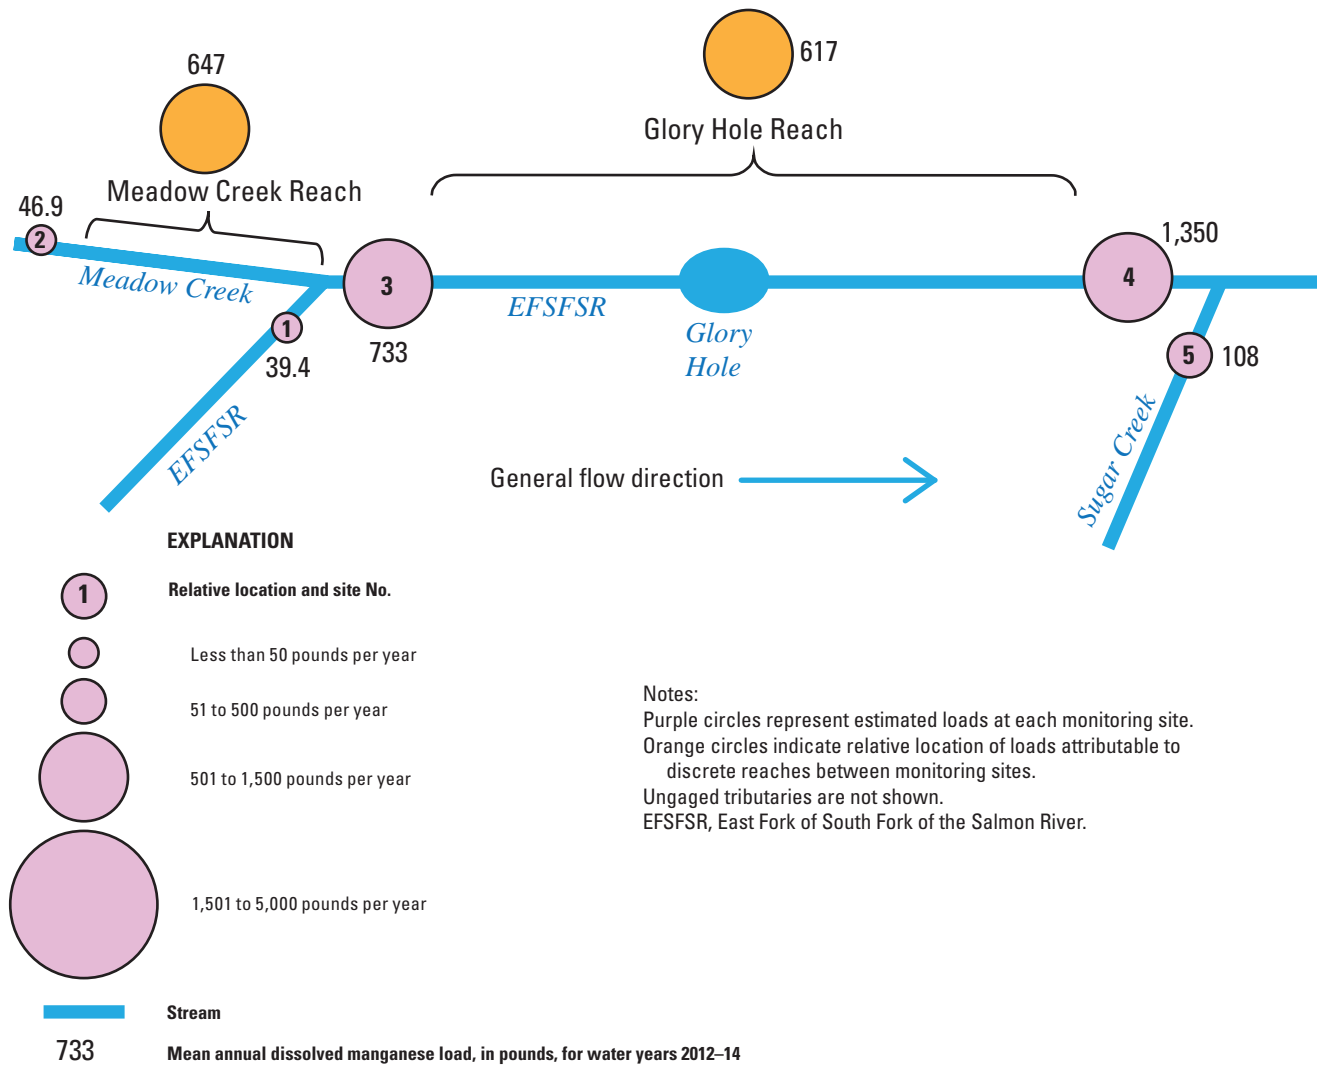 647
617
Glory Hole Reach
Meadow Creek Reach
46.9
2
Meadow Creek
1
39.4
EFSFSR
3
733
EFSFSR
Glory
Hole
1,350
4
5
108
Sugar Creek
General flow direction
EXPLANATION
1
Relative location and site No.
Less than 50 pounds per year
51 to 500 pounds per year
501 to 1,500 pounds per year
1,501 to 5,000 pounds per year
Stream
733
Mean annual dissolved manganese load, in pounds, for water years 2012–14
Notes:
Purple circles represent estimated loads at each monitoring site.
Orange circles indicate relative location of loads attributable to
discrete reaches between monitoring sites.
Ungaged tributaries are not shown.
EFSFSR, East Fork of South Fork of the Salmon River.